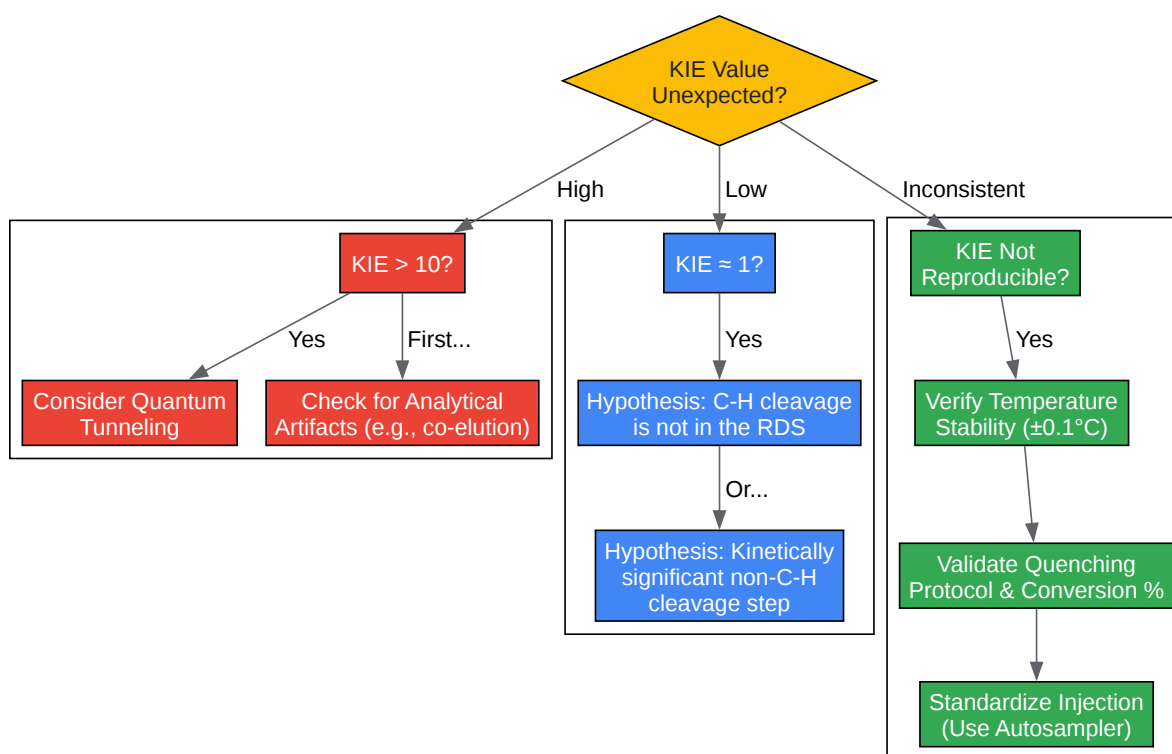 KIE Value
Unexpected?
High
Low
Inconsistent
KIE > 10?
KIE ≈ 1?
KIE Not
Reproducible?
Yes
First...
Yes
Yes
Consider Quantum
Tunneling
Check for Analytical
Artifacts (e.g., co-elution)
Hypothesis: C-H cleavage
is not in the RDS
Verify Temperature
Stability (±0.1°C)
Or...
Hypothesis: Kinetically
significant non-C-H
cleavage step
Validate Quenching
Protocol & Conversion %
Standardize Injection
(Use Autosampler)